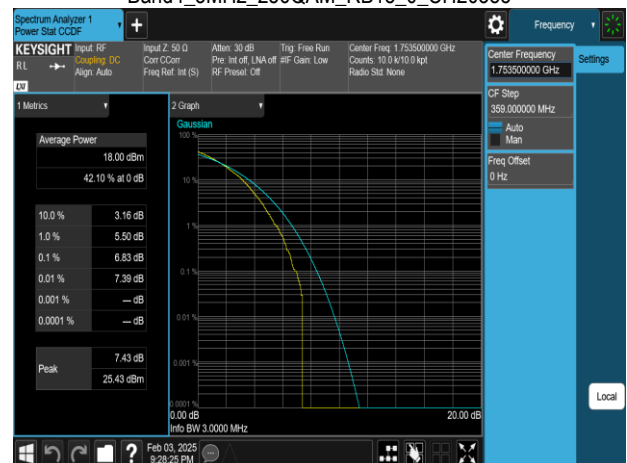 Spectrum Analyzer 1
Power Stat CCDF
Frequency
KEYSIGHT
RL
LXI
Input: RF
Coupling: DC
Align: Auto
Input Z: 50 Ω
Corr CCorr
Freq Ref: Int (S)
Atten: 30 dB
Pre: Int off, LNA off
RF Presel: Off
Trig: Free Run
#IF Gain: Low
Center Freq: 1.753500000 GHz
Counts: 10.0 k/10.0 kpt
Radio Std: None
Center Frequency
1.753500000 GHz
Settings
CF Step
359.000000 MHz
Auto
Man
Freq Offset
0 Hz
Local
1 Metrics
Average Power
18.00 dBm
42.10 % at 0 dB
10.0 % 3.16 dB
1.0 % 5.50 dB
0.1 % 6.83 dB
0.01 % 7.39 dB
0.001 % --- dB
0.0001 % --- dB
Peak
7.43 dB
25.43 dBm
2 Graph
Gaussian
100 %
10 %
1 %
0.1 %
0.01 %
0.001 %
0.0001 %
0.00 dB
20.00 dB
Info BW 3.0000 MHz
?
Feb 03, 2025
9:28:25 PM